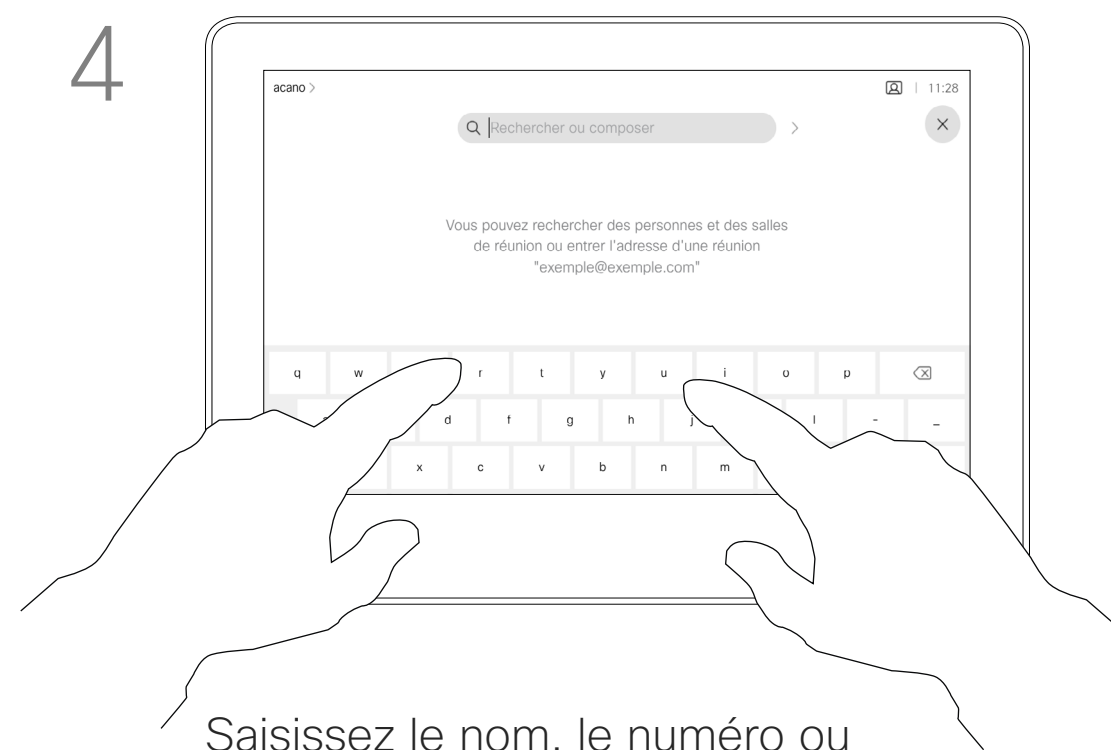 4
acano >
11:28
Rechercher ou composer >
Vous pouvez rechercher des personnes et des salles
de réunion ou entrer l'adresse d'une réunion
"exemple@exemple.com"
q w r t y u i o p
d f g h j l - _
x c v b n m
Saisissez le nom, le numéro ou